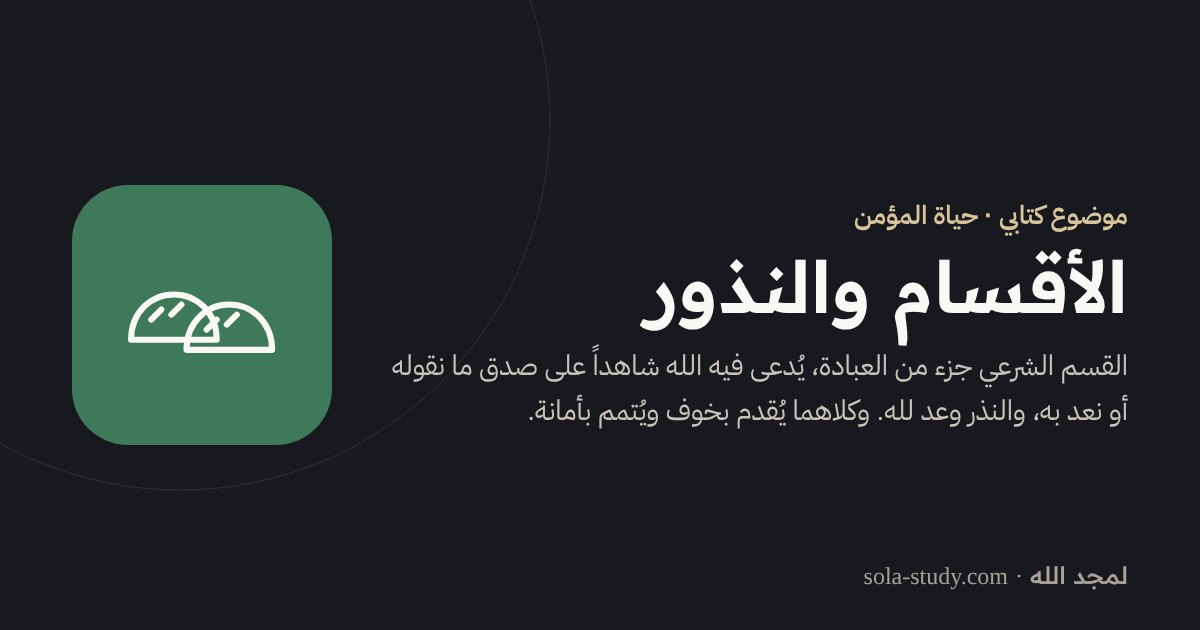 موضوع كتابي · حياة المؤمن
الأقسام والنذور
القسم الشرعي جزء من العبادة، يُدعى فيه الله شاهداً على صدق ما نقوله
أو نعد به، والنذر وعد لله. وكلاهما يُقدم بخوف ويُتمم بأمانة.
لمجد الله · sola-study.com